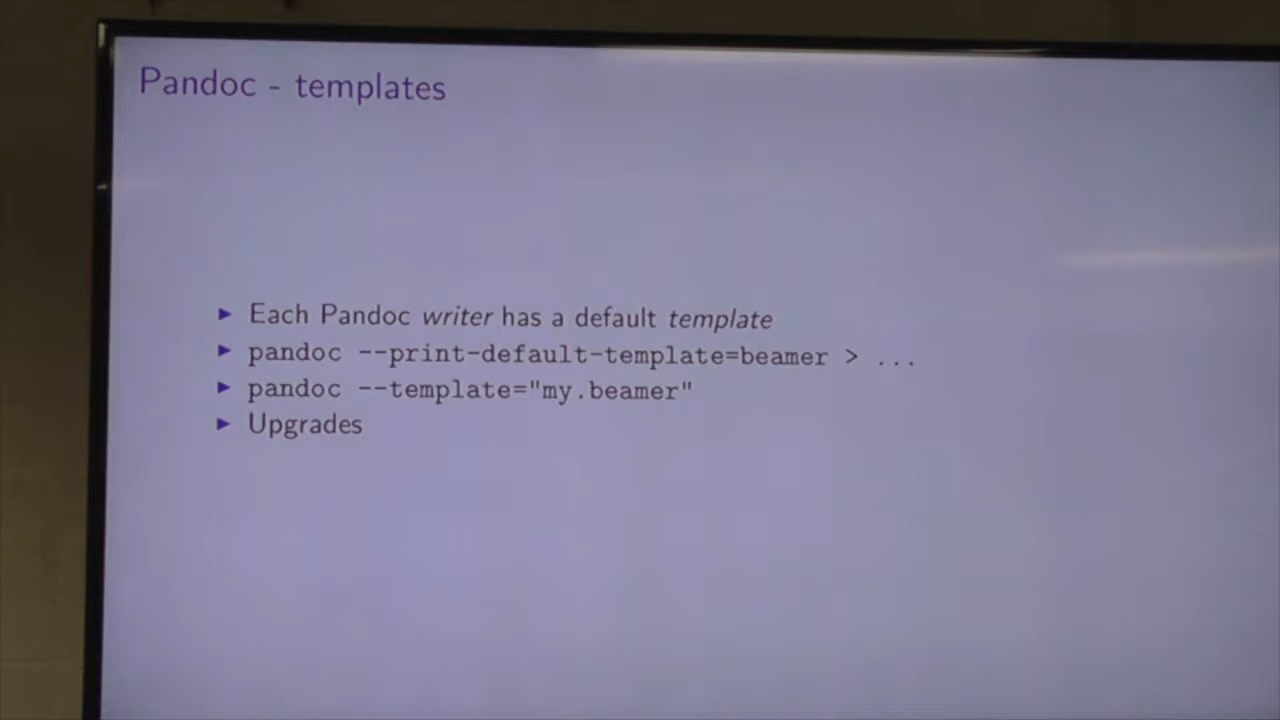 Pandoc - templates
▶ Each Pandoc writer has a default template
▶ pandoc --print-default-template=beamer > ...
▶ pandoc --template="my.beamer"
▶ Upgrades